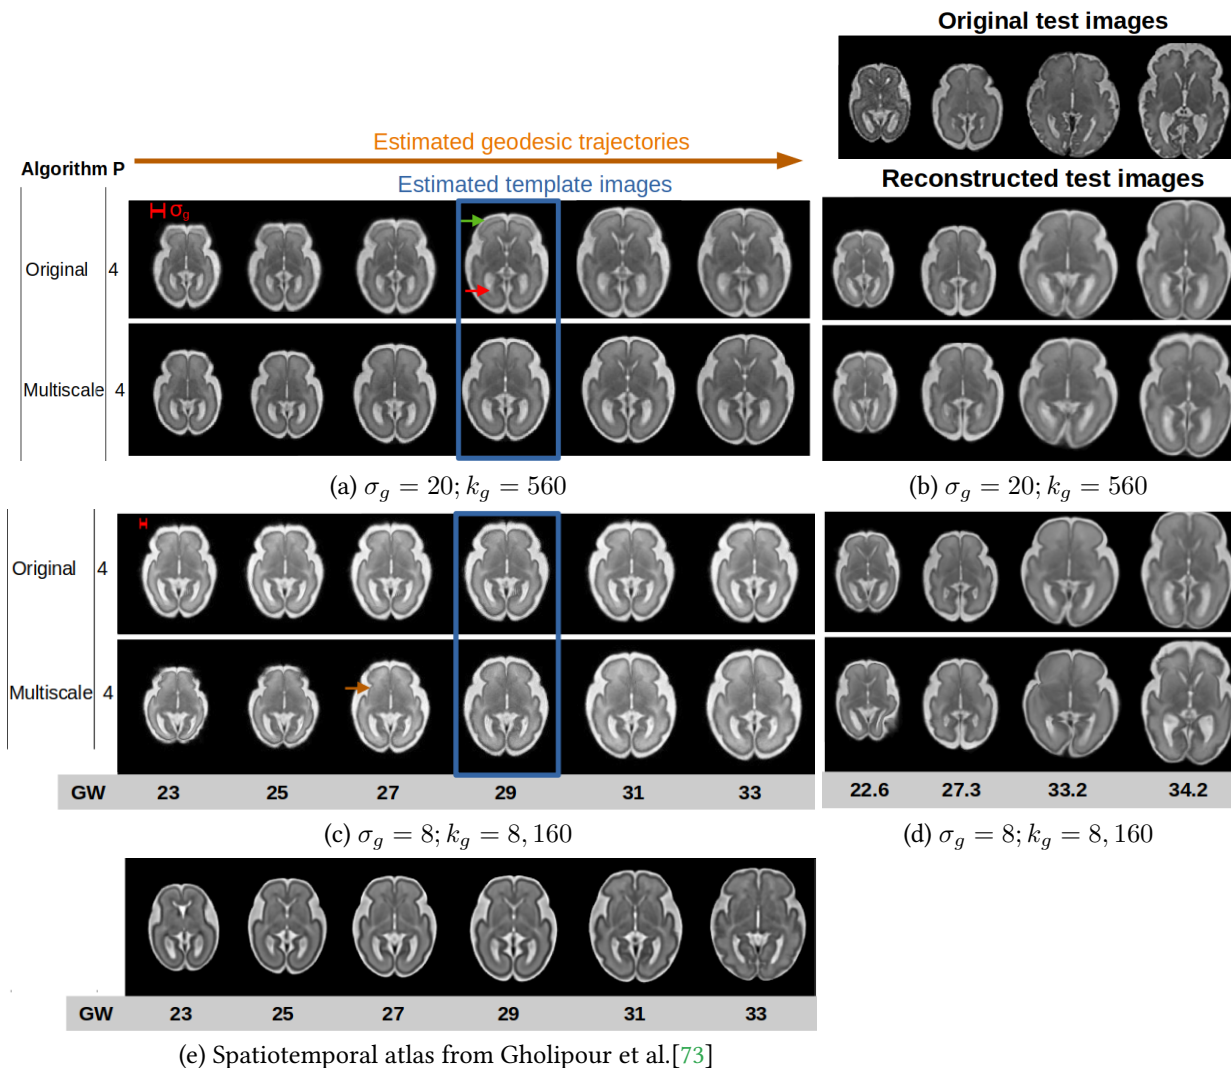 Original test images
Estimated geodesic trajectories
Algorithm P
Estimated template images
Reconstructed test images
σg
Original 4
Multiscale 4
(a) σg = 20; kg = 560
(b) σg = 20; kg = 560
Original 4
Multiscale 4
GW 23 25 27 29 31 33
22.6 27.3 33.2 34.2
(c) σg = 8; kg = 8, 160
(d) σg = 8; kg = 8, 160
GW 23 25 27 29 31 33
(e) Spatiotemporal atlas from Gholipour et al.[73]